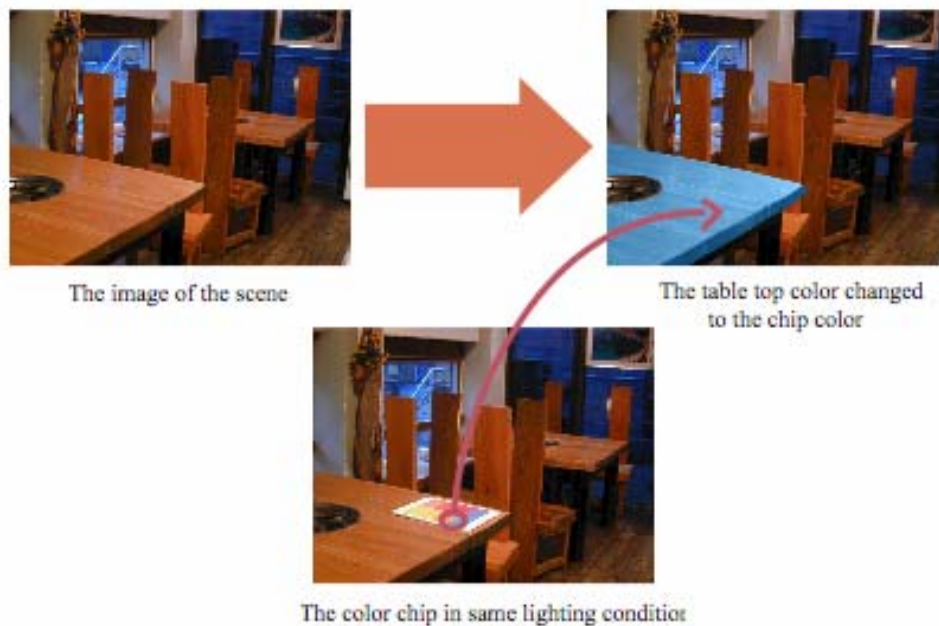 The image of the scene
The table top color changed
to the chip color
The color chip in same lighting condition